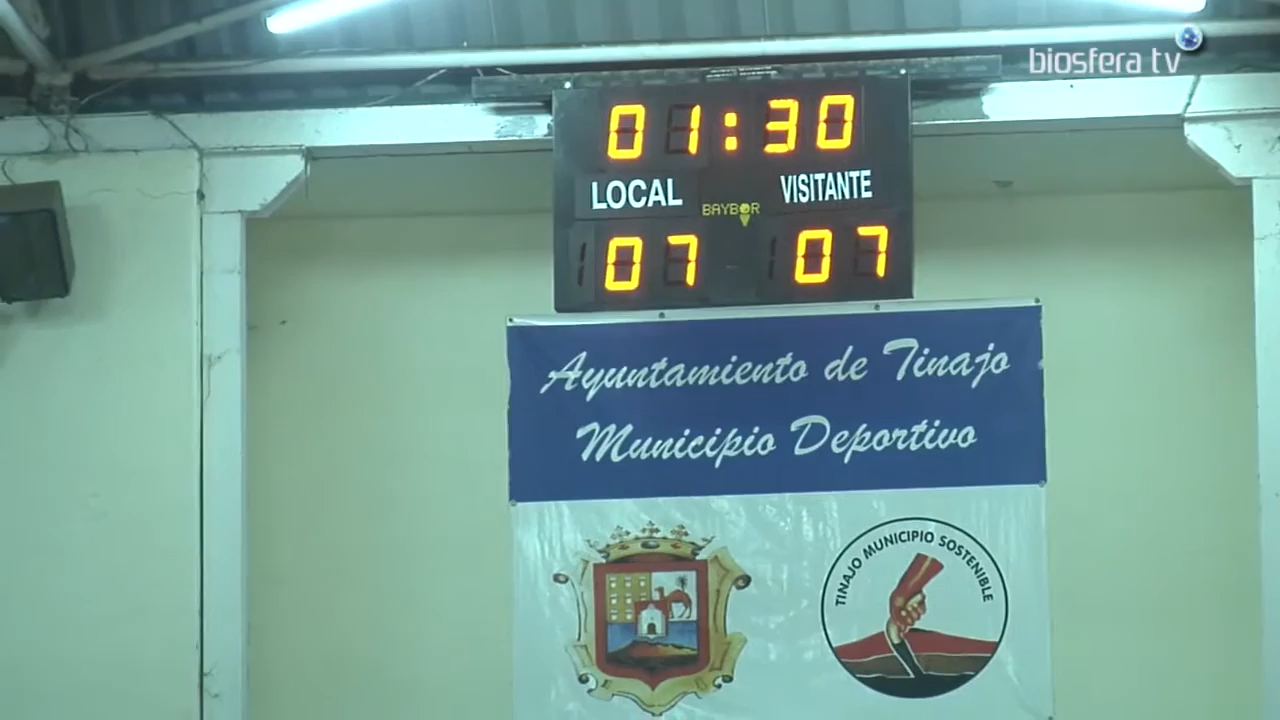 biosfera tv
01:30
LOCAL VISITANTE
BAYBOR
07 07
Ayuntamiento de Tinajo
Municipio Deportivo
TINAJO MUNICIPIO SOSTENIBLE